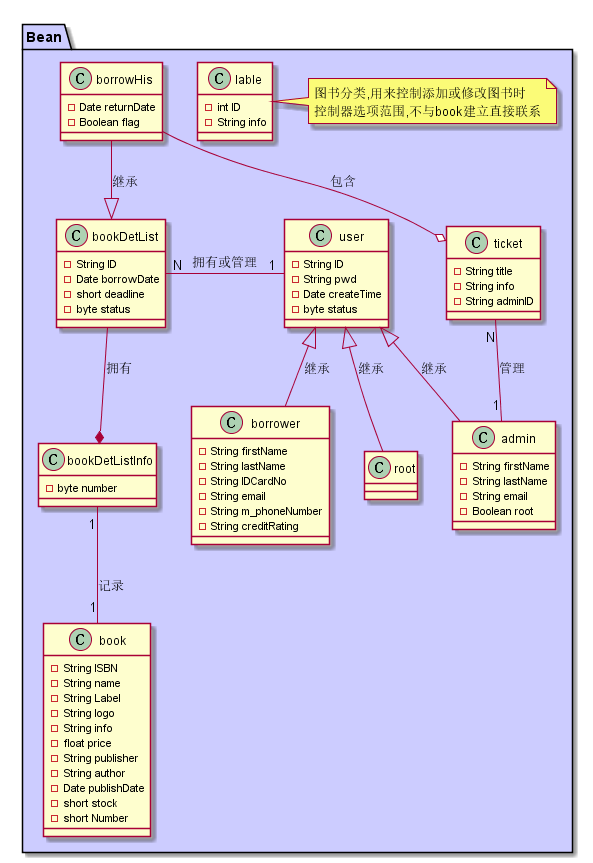 Bean
C borrowHis
Date returnDate
Boolean flag
C lable
int ID
String info
图书分类,用来控制添加或修改图书时
控制器选项范围,不与book建立直接联系
继承
包含
C bookDetList
String ID
Date borrowDate
short deadline
byte status
N 拥有或管理 1
C user
String ID
String pwd
Date createTime
byte status
C ticket
String title
String info
String adminID
拥有
继承
继承
继承
N
管理
1
C borrower
String firstName
String lastName
String IDCardNo
String email
String m_phoneNumber
String creditRating
C root
C admin
String firstName
String lastName
String email
Boolean root
C bookDetListInfo
byte number
1
记录
1
C book
String ISBN
String name
String Label
String logo
String info
float price
String publisher
String author
Date publishDate
short stock
short Number